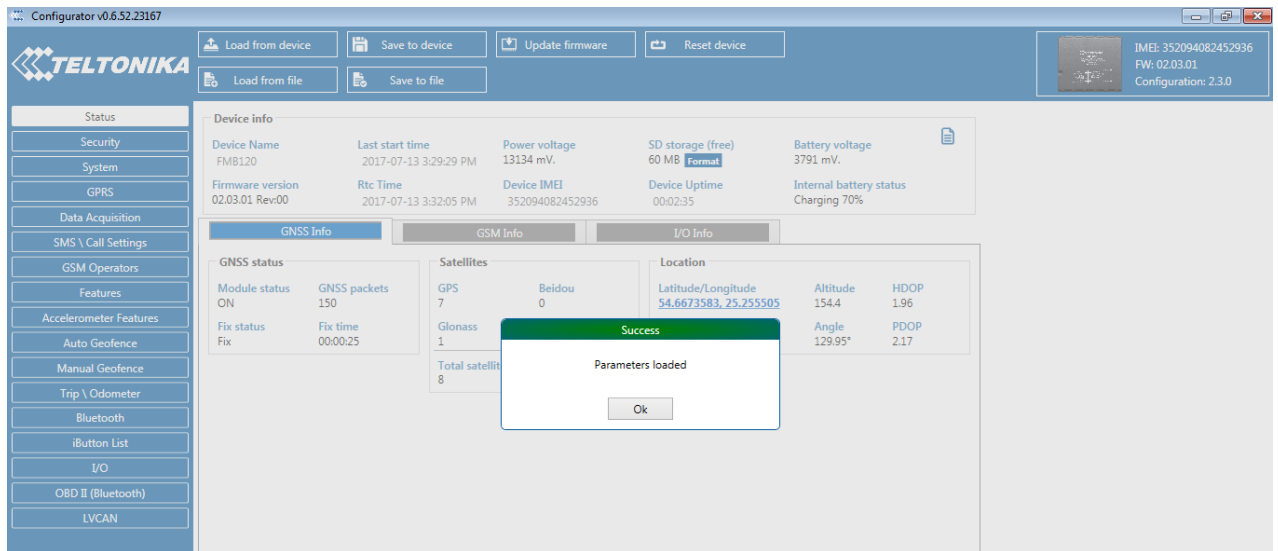 Configurator v0.6.52.23167
TELTONIKA
Load from device
Save to device
Update firmware
Reset device
Load from file
Save to file
IMEI: 352094082452936
FW: 02.03.01
Configuration: 2.3.0
Status
Security
System
GPRS
Data Acquisition
SMS \ Call Settings
GSM Operators
Features
Accelerometer Features
Auto Geofence
Manual Geofence
Trip \ Odometer
Bluetooth
iButton List
I/O
OBD II (Bluetooth)
LVCAN
Device info
Device Name
FMB120
Last start time
2017-07-13 3:29:29 PM
Power voltage
13134 mV.
SD storage (free)
60 MB Format
Battery voltage
3791 mV.
Firmware version
02.03.01 Rev:00
Rtc Time
2017-07-13 3:32:05 PM
Device IMEI
352094082452936
Device Uptime
00:02:35
Internal battery status
Charging 70%
GNSS Info
GSM Info
I/O Info
GNSS status
Module status
ON
GNSS packets
150
Fix status
Fix
Fix time
00:00:25
Satellites
GPS
7
Beidou
0
Glonass
1
Total satellit
8
Location
Latitude/Longitude
54.6673583, 25.255505
Altitude
154.4
HDOP
1.96
Angle
129.95°
PDOP
2.17
Success
Parameters loaded
Ok